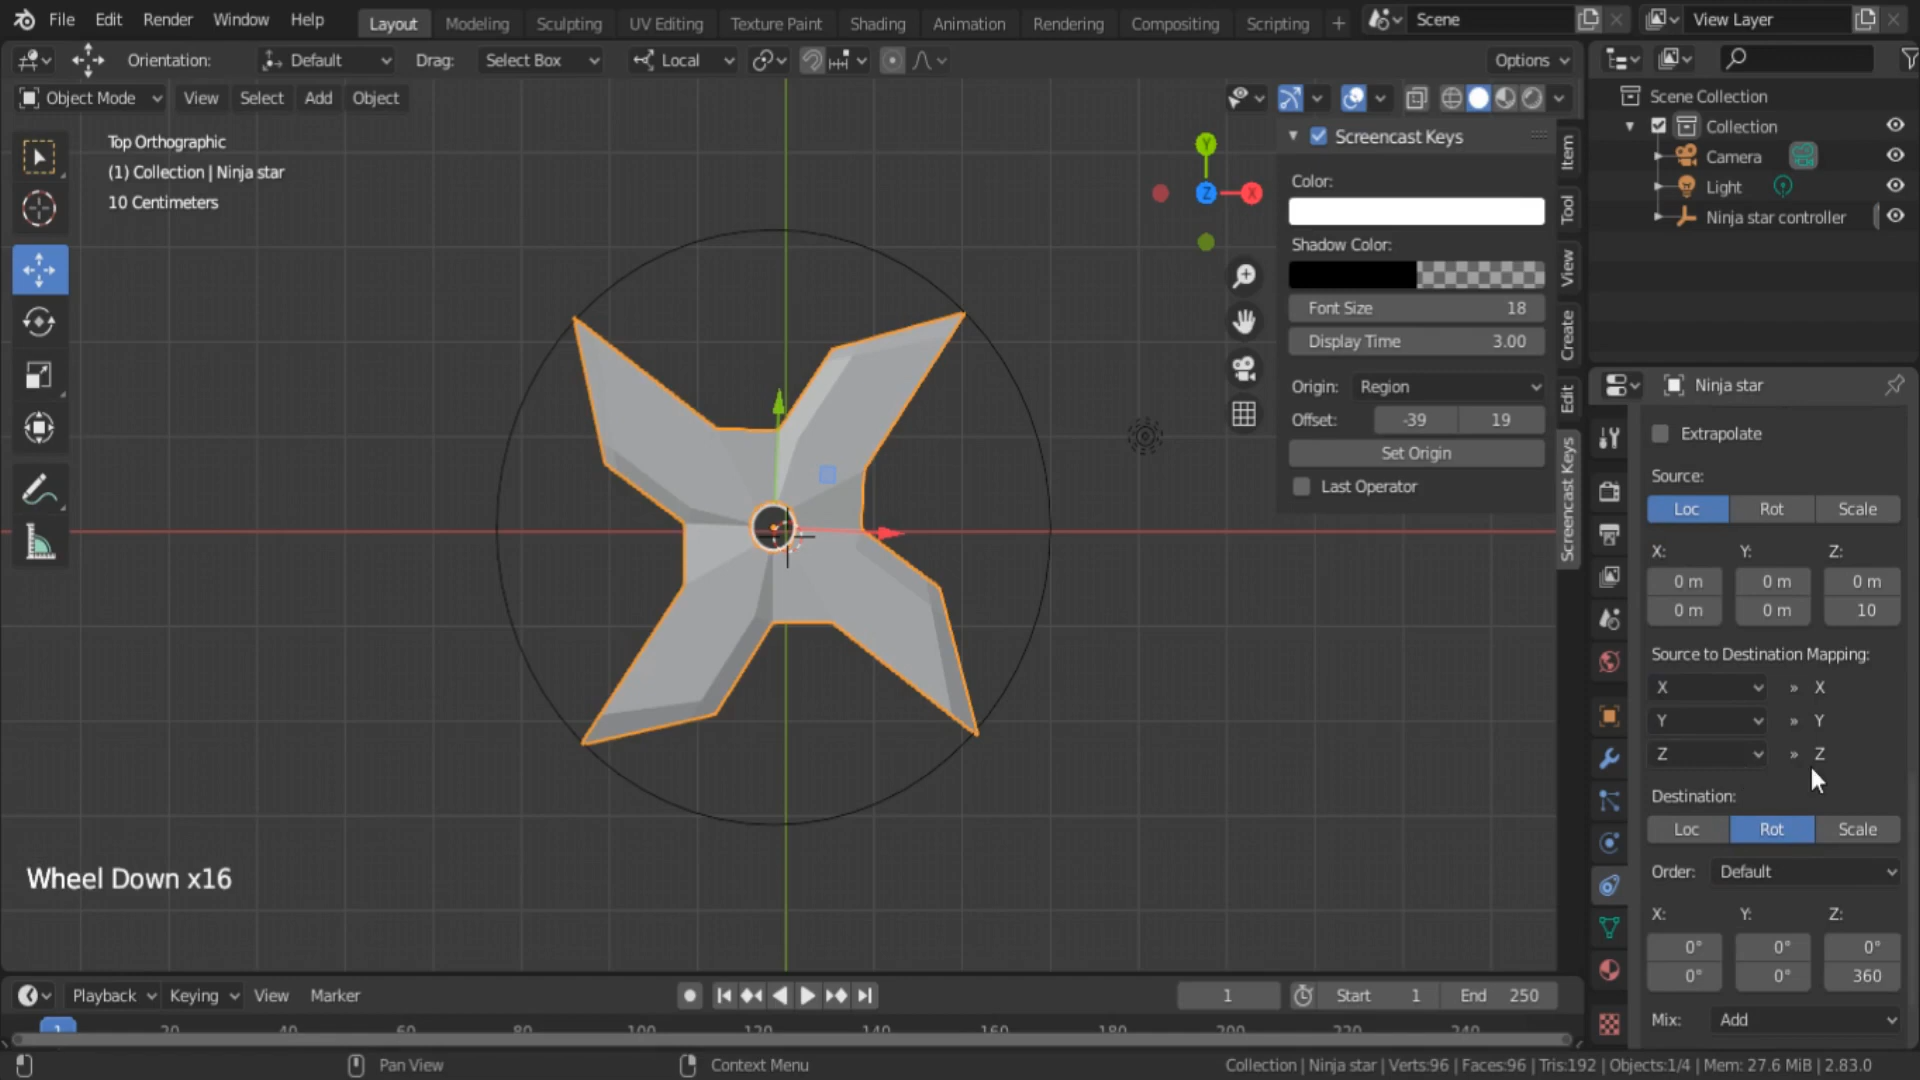 File Edit Render Window Help Layout Modeling Sculpting UV Editing Texture Paint Shading Animation Rendering Compositing Scripting + Scene View Layer
Orientation: Default Drag: Select Box Local Options
Object Mode View Select Add Object
Top Orthographic
(1) Collection | Ninja star
10 Centimeters
Y
Z
X
Screencast Keys
Color:
Shadow Color:
Font Size 18
Display Time 3.00
Origin: Region
Offset: -39 19
Set Origin
Last Operator
Item
Tool
View
Create
Edit
Screencast Keys
Scene Collection
Collection
Camera
Light
Ninja star controller
Ninja star
Extrapolate
Source:
Loc Rot Scale
X: Y: Z:
0 m 0 m 0 m
0 m 0 m 10
Source to Destination Mapping:
X » X
Y » Y
Z » Z
Destination:
Loc Rot Scale
Order: Default
X: Y: Z:
0° 0° 0°
0° 0° 360
Mix: Add
Wheel Down x16
Playback Keying View Marker 1 Start 1 End 250
1 20 40 60 80 100 120 140 160 180 200 220 240
Pan View Context Menu Collection | Ninja star | Verts:96 | Faces:96 | Tris:192 | Objects:1/4 | Mem: 27.6 MiB | 2.83.0